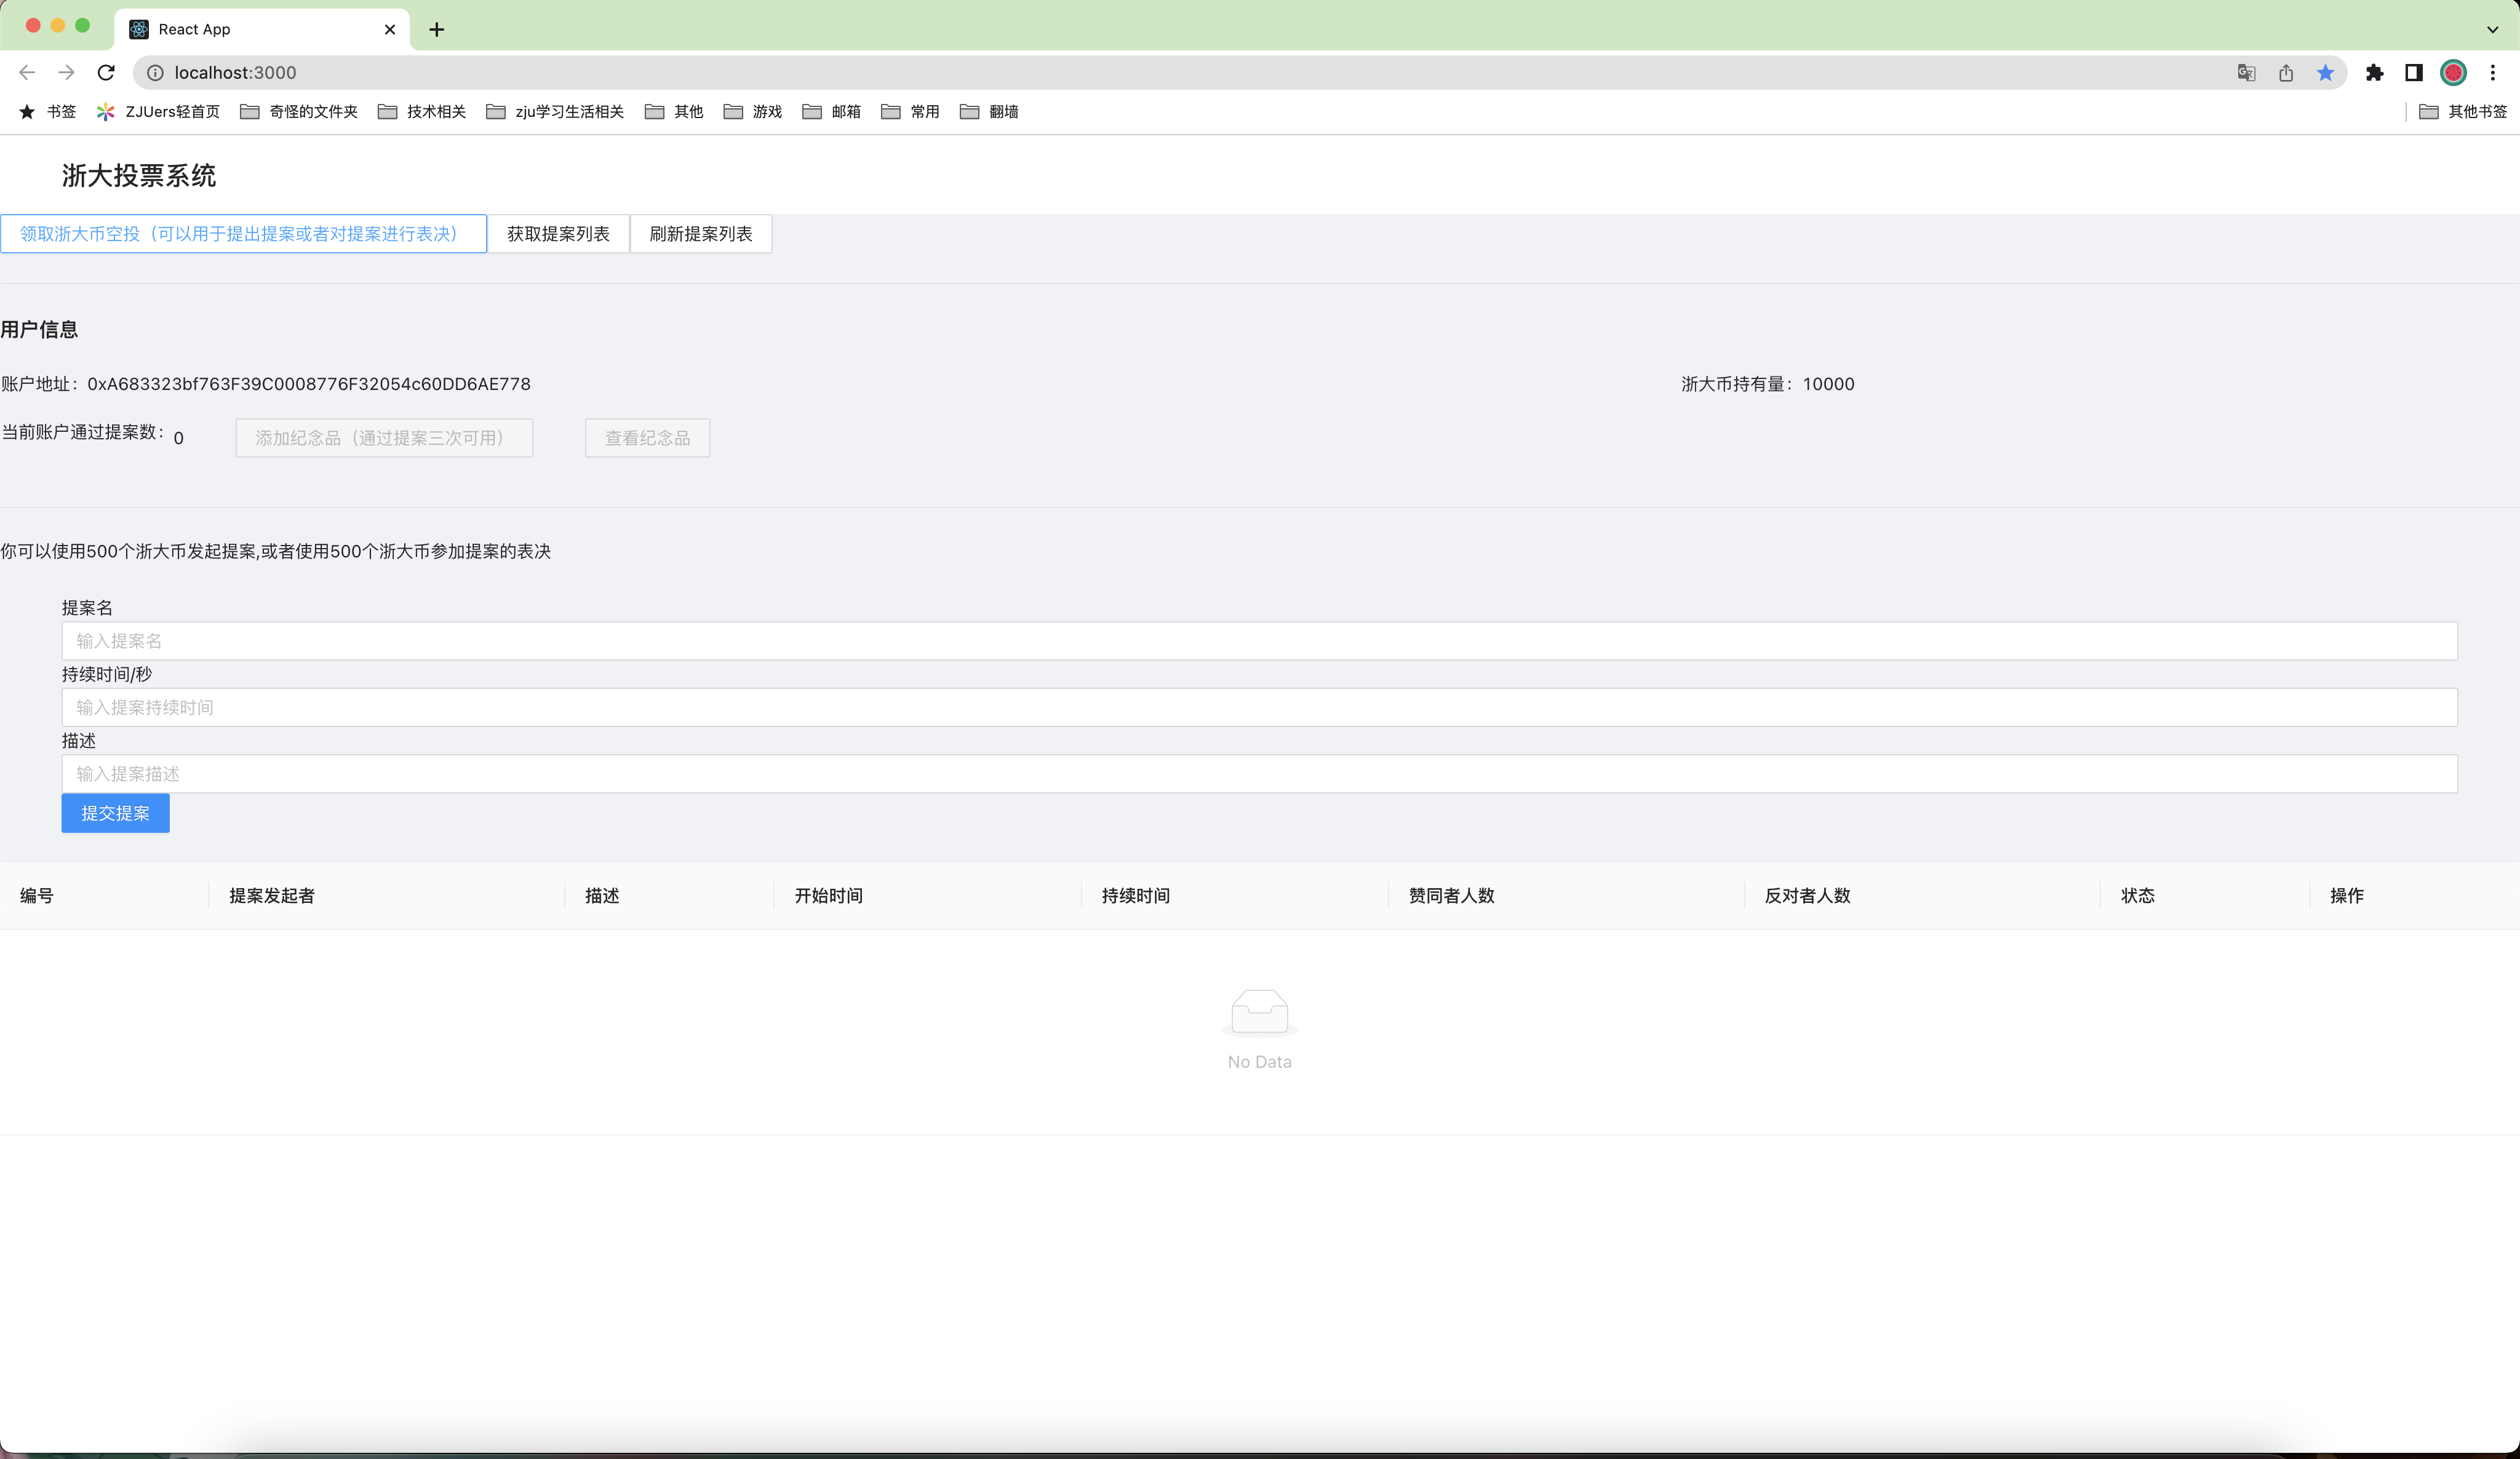 React App
localhost:3000
书签 ZJUers轻首页 奇怪的文件夹 技术相关 zju学习生活相关 其他 游戏 邮箱 常用 翻墙 其他书签
浙大投票系统
领取浙大币空投（可以用于提出提案或者对提案进行表决） 获取提案列表 刷新提案列表
用户信息
账户地址：0xA683323bf763F39C0008776F32054c60DD6AE778 浙大币持有量：10000
当前账户通过提案数：0 添加纪念品（通过提案三次可用） 查看纪念品
你可以使用500个浙大币发起提案,或者使用500个浙大币参加提案的表决
提案名
输入提案名
持续时间/秒
输入提案持续时间
描述
输入提案描述
提交提案
编号 提案发起者 描述 开始时间 持续时间 赞同者人数 反对者人数 状态 操作
No Data